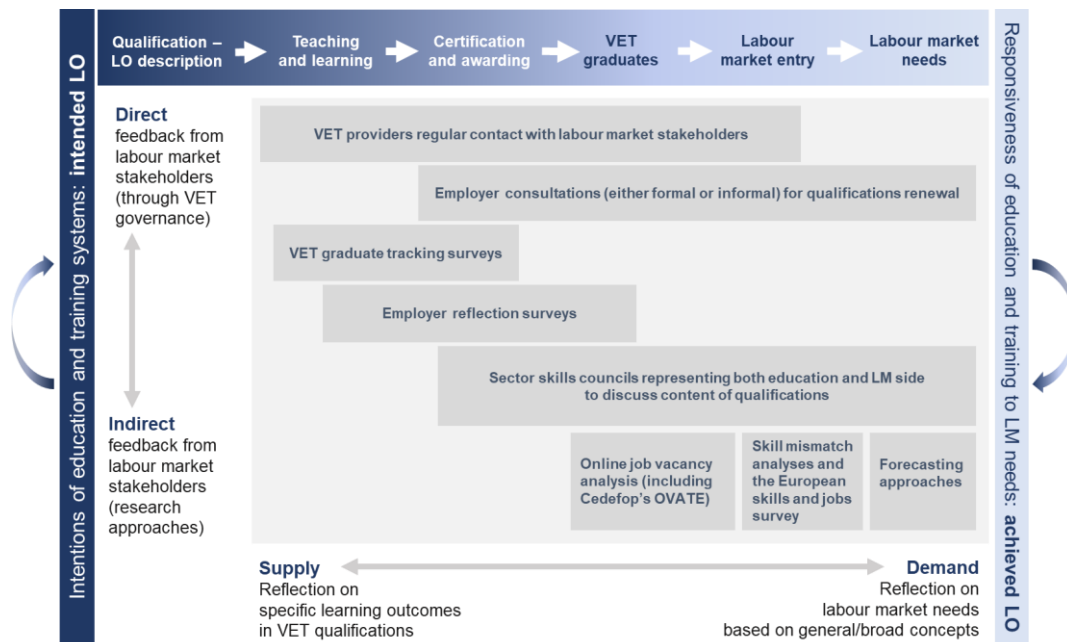 Qualification –
LO description
Teaching
and learning
Certification
and awarding
VET
graduates
Labour
market entry
Labour market
needs
Intentions of education and training systems: intended LO
Direct
feedback from
labour market
stakeholders
(through VET
governance)
Indirect
feedback from
labour market
stakeholders
(research
approaches)
VET providers regular contact with labour market stakeholders
Employer consultations (either formal or informal) for qualifications renewal
VET graduate tracking surveys
Employer reflection surveys
Sector skills councils representing both education and LM side
to discuss content of qualifications
Online job vacancy
analysis (including
Cedefop's OVATE)
Skill mismatch
analyses and
the European
skills and jobs
survey
Forecasting
approaches
Supply
Reflection on
specific learning outcomes
in VET qualifications
Demand
Reflection on
labour market needs
based on general/broad concepts
Responsiveness of education and training to LM needs: achieved LO